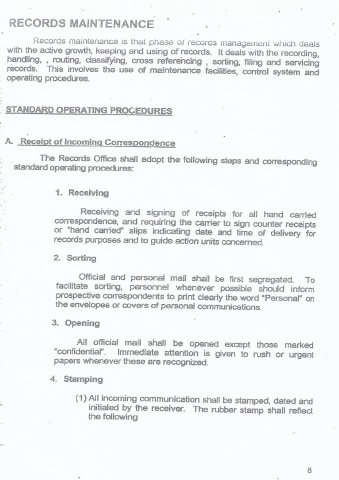 RECORDS MAINTENANCE
Records maintenance is that phase of records management which deals
with the active growth, keeping and using of records. It deals with the recording,
handling, , routing, classifying, cross referencing , sorting, filing and servicing
records. This involves the use of maintenance facilities, control system and
operating procedures.
STANDARD OPERATING PROCEDURES
A. Receipt of Incoming Correspondence
The Records Office shall adopt the following steps and corresponding
standard operating procedures:
1. Receiving
Receiving and signing of receipts for all hand carried
correspondence, and requiring the carrier to sign counter receipts
or "hand carried" slips indicating date and time of delivery for
records purposes and to guide action units concerned.
2. Sorting
Official and personal mail shall be first segregated. To
facilitate sorting, personnel whenever possible should inform
prospective correspondents to print clearly the word "Personal" on
the envelopes or covers of personal communications.
3. Opening
All official mail shall be opened except those marked
"confidential". Immediate attention is given to rush or urgent
papers whenever these are recognized.
4. Stamping
(1) All incoming communication shall be stamped, dated and
initialed by the receiver. The rubber stamp shall reflect
the following
8